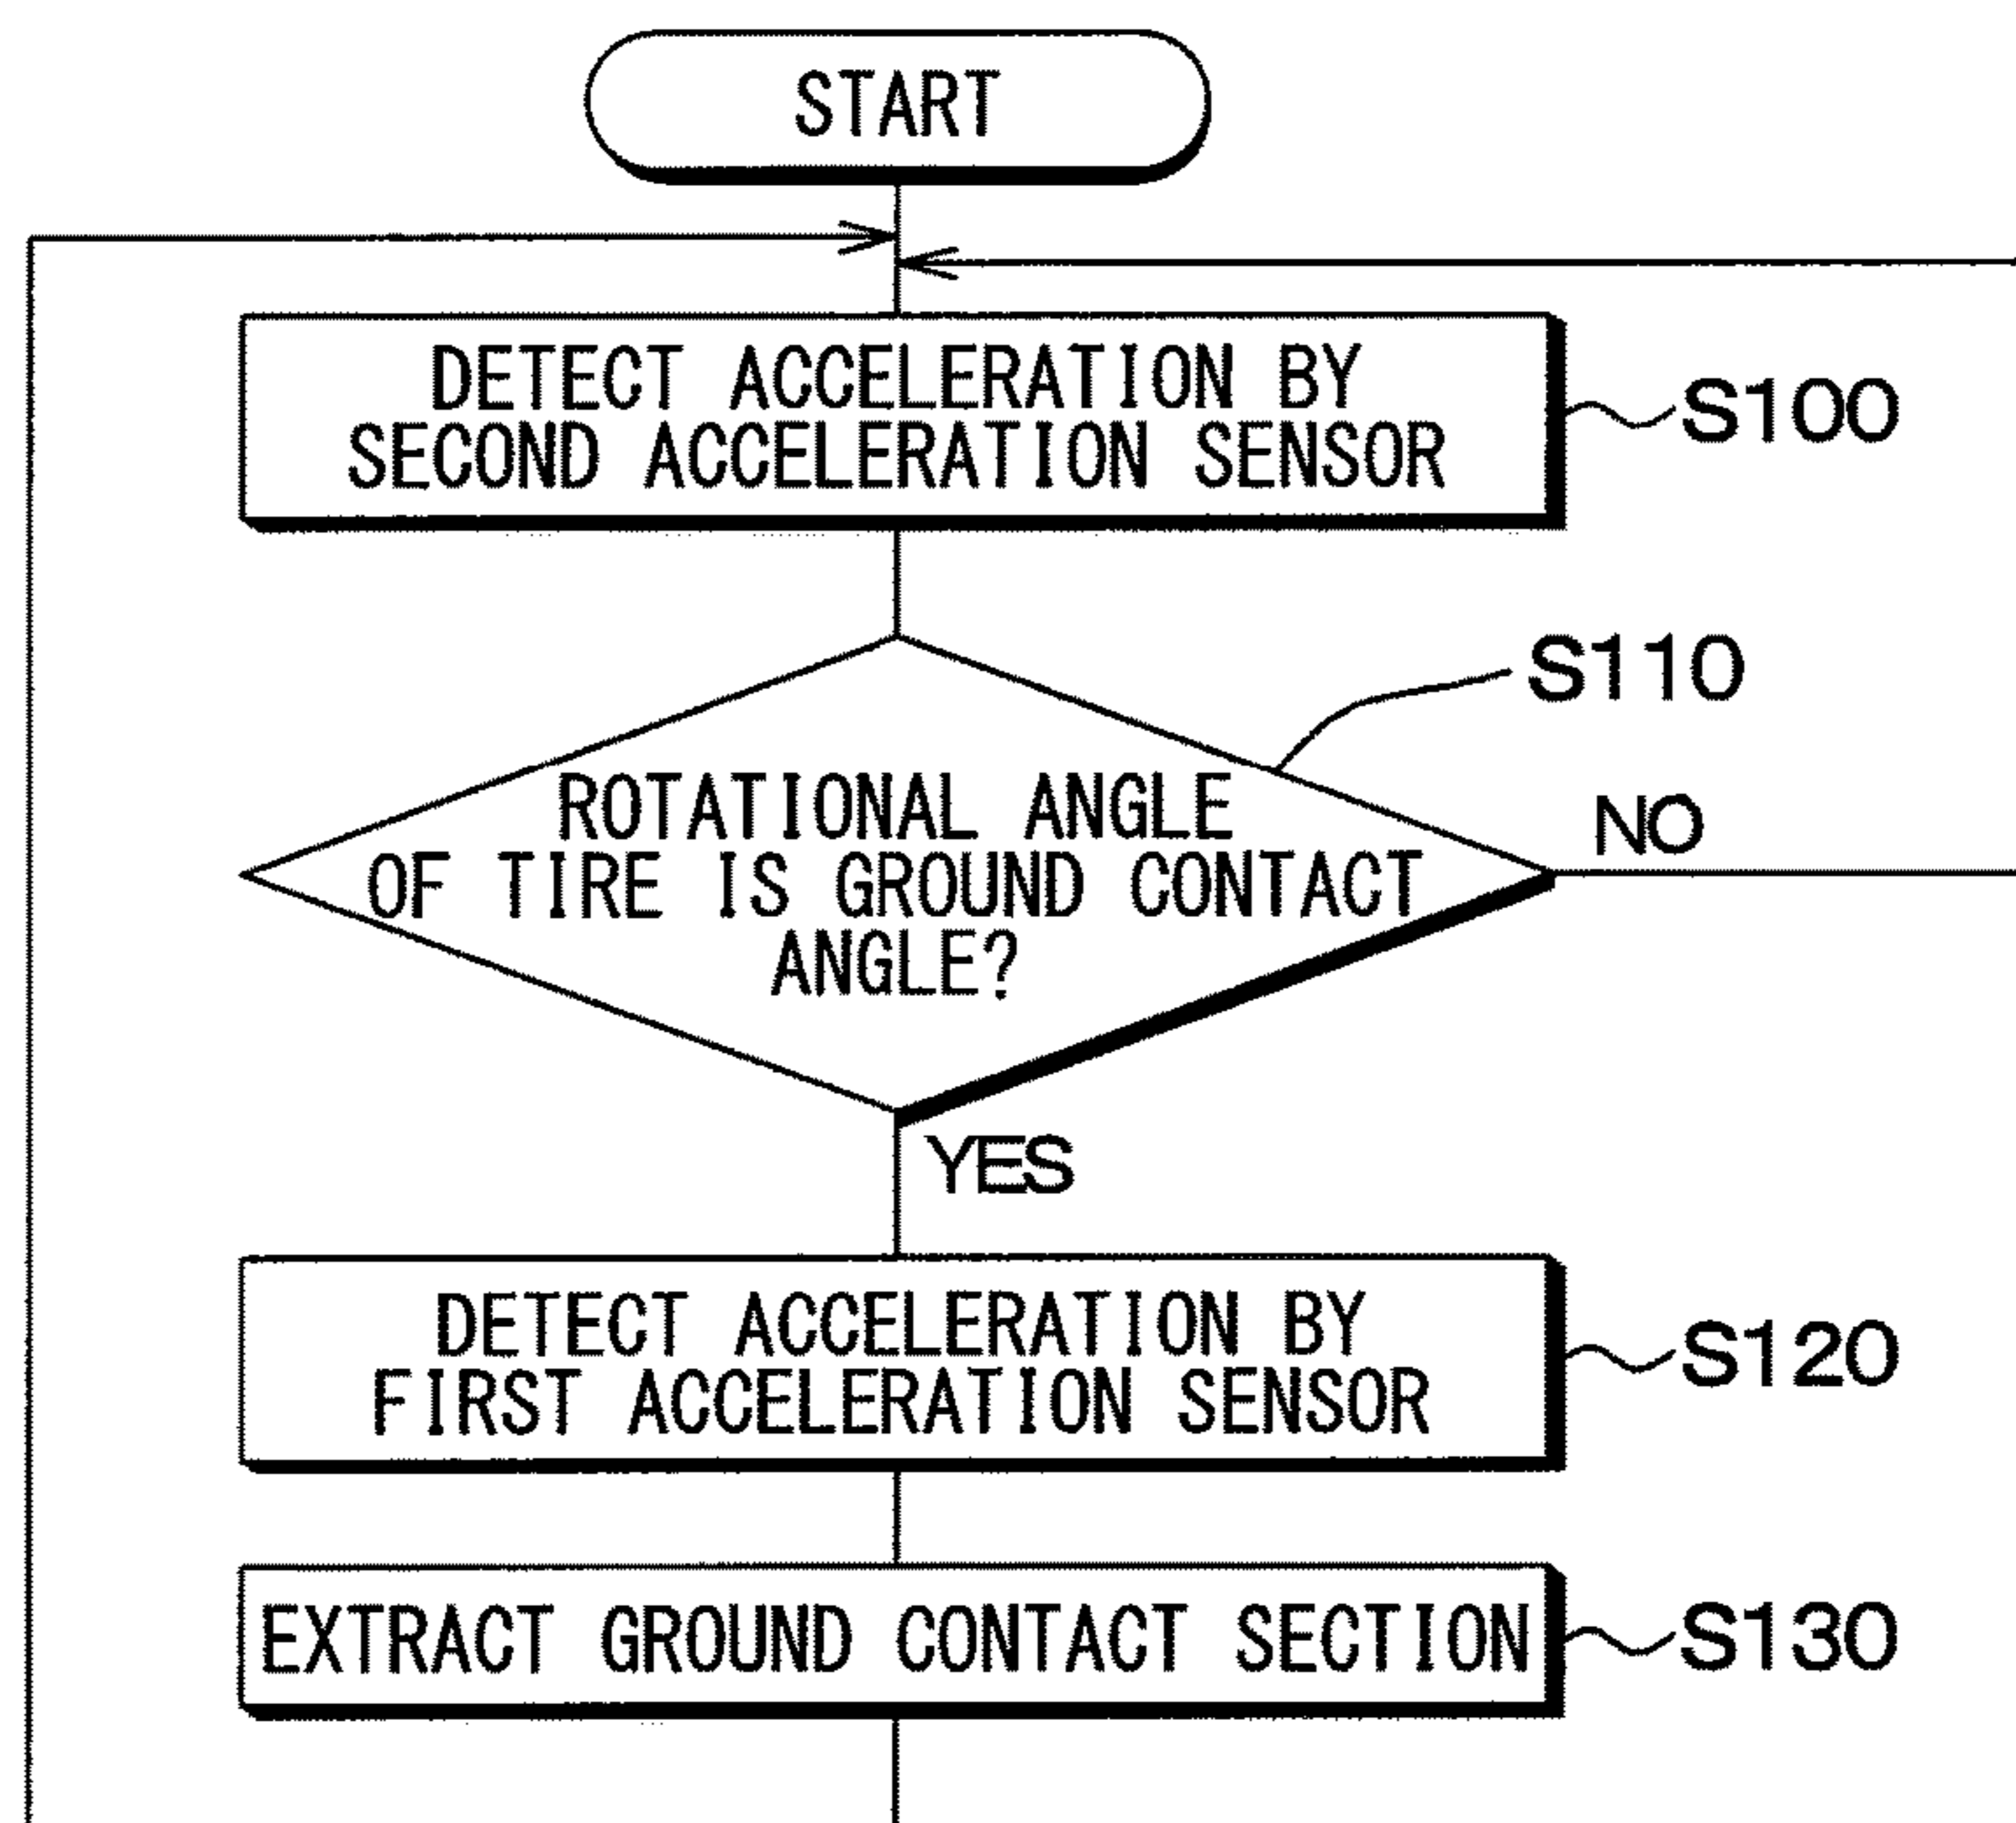 START
DETECT ACCELERATION BY
SECOND ACCELERATION SENSOR
S100
S110
ROTATIONAL ANGLE
OF TIRE IS GROUND CONTACT
ANGLE?
NO
YES
DETECT ACCELERATION BY
FIRST ACCELERATION SENSOR
S120
EXTRACT GROUND CONTACT SECTION
S130